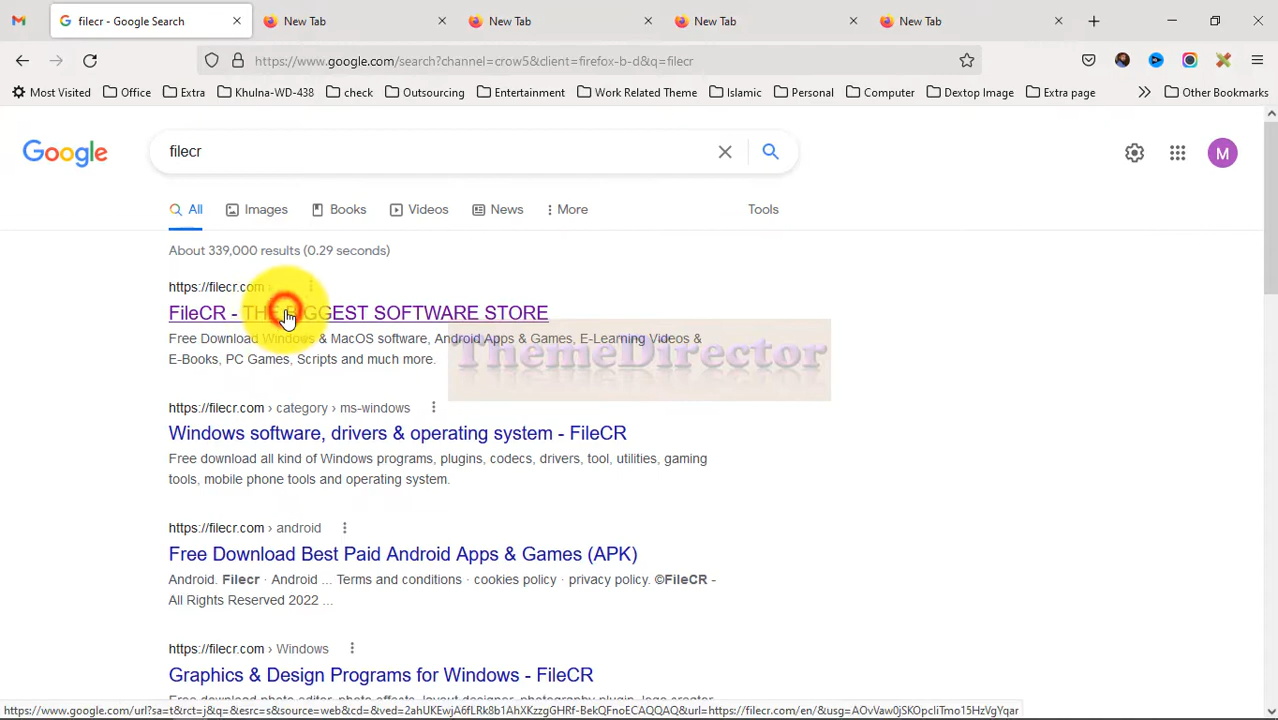 filecr - Google Search
New Tab
New Tab
New Tab
New Tab
https://www.google.com/search?channel=crow5&client=firefox-b-d&q=filecr
Most Visited
Office
Extra
Khulna-WD-438
check
Outsourcing
Entertainment
Work Related Theme
Islamic
Personal
Computer
Dextop Image
Extra page
Other Bookmarks
Google
filecr
M
All
Images
Books
Videos
News
More
Tools
About 339,000 results (0.29 seconds)
https://filecr.com
FileCR - THE BIGGEST SOFTWARE STORE
Free Download Windows & MacOS software, Android Apps & Games, E-Learning Videos &
E-Books, PC Games, Scripts and much more.
ThemeDirector
https://filecr.com › category › ms-windows
Windows software, drivers & operating system - FileCR
Free download all kind of Windows programs, plugins, codecs, drivers, tool, utilities, gaming
tools, mobile phone tools and operating system.
https://filecr.com › android
Free Download Best Paid Android Apps & Games (APK)
Android. Filecr · Android ... Terms and conditions · cookies policy · privacy policy. ©FileCR -
All Rights Reserved 2022 ...
https://filecr.com › Windows
Graphics & Design Programs for Windows - FileCR